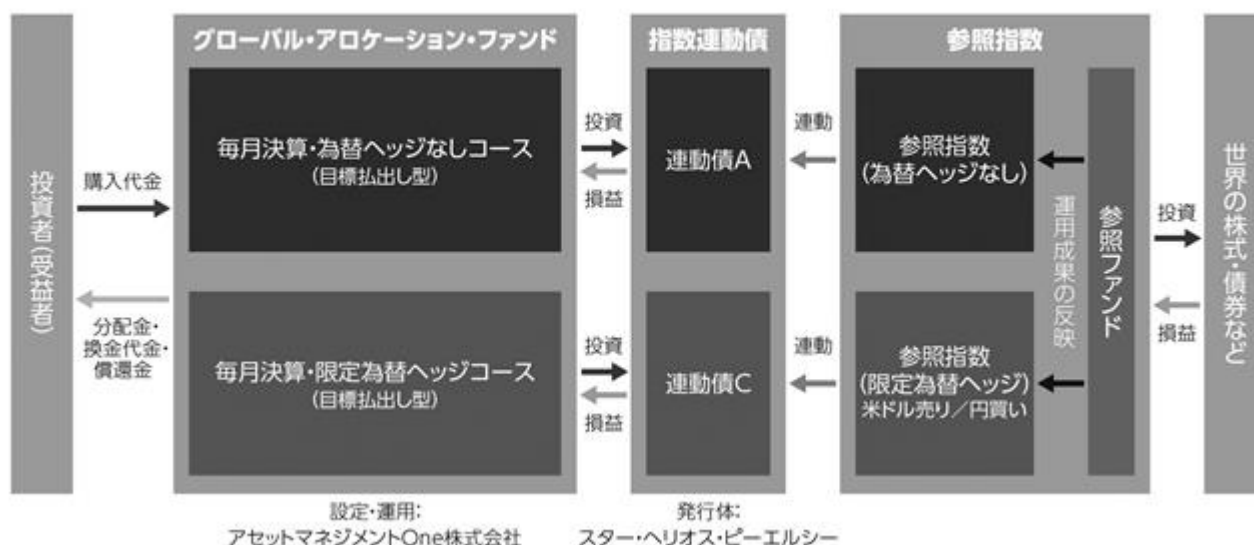 グローバル・アロケーション・ファンド
指数連動債
参照指数
投資者(受益者)
購入代金
分配金・
換金代金・
償還金
毎月決算・為替ヘッジなしコース
(目標払出し型)
毎月決算・限定為替ヘッジコース
(目標払出し型)
投資
損益
投資
損益
連動債A
連動債C
連動
連動
参照指数
(為替ヘッジなし)
参照指数
(限定為替ヘッジ)
米ドル売り／円買い
運用成果の反映
参照ファンド
投資
損益
世界の株式・債券など
設定・運用：
アセットマネジメントOne株式会社
発行体：
スター・ヘリオス・ピーエルシー